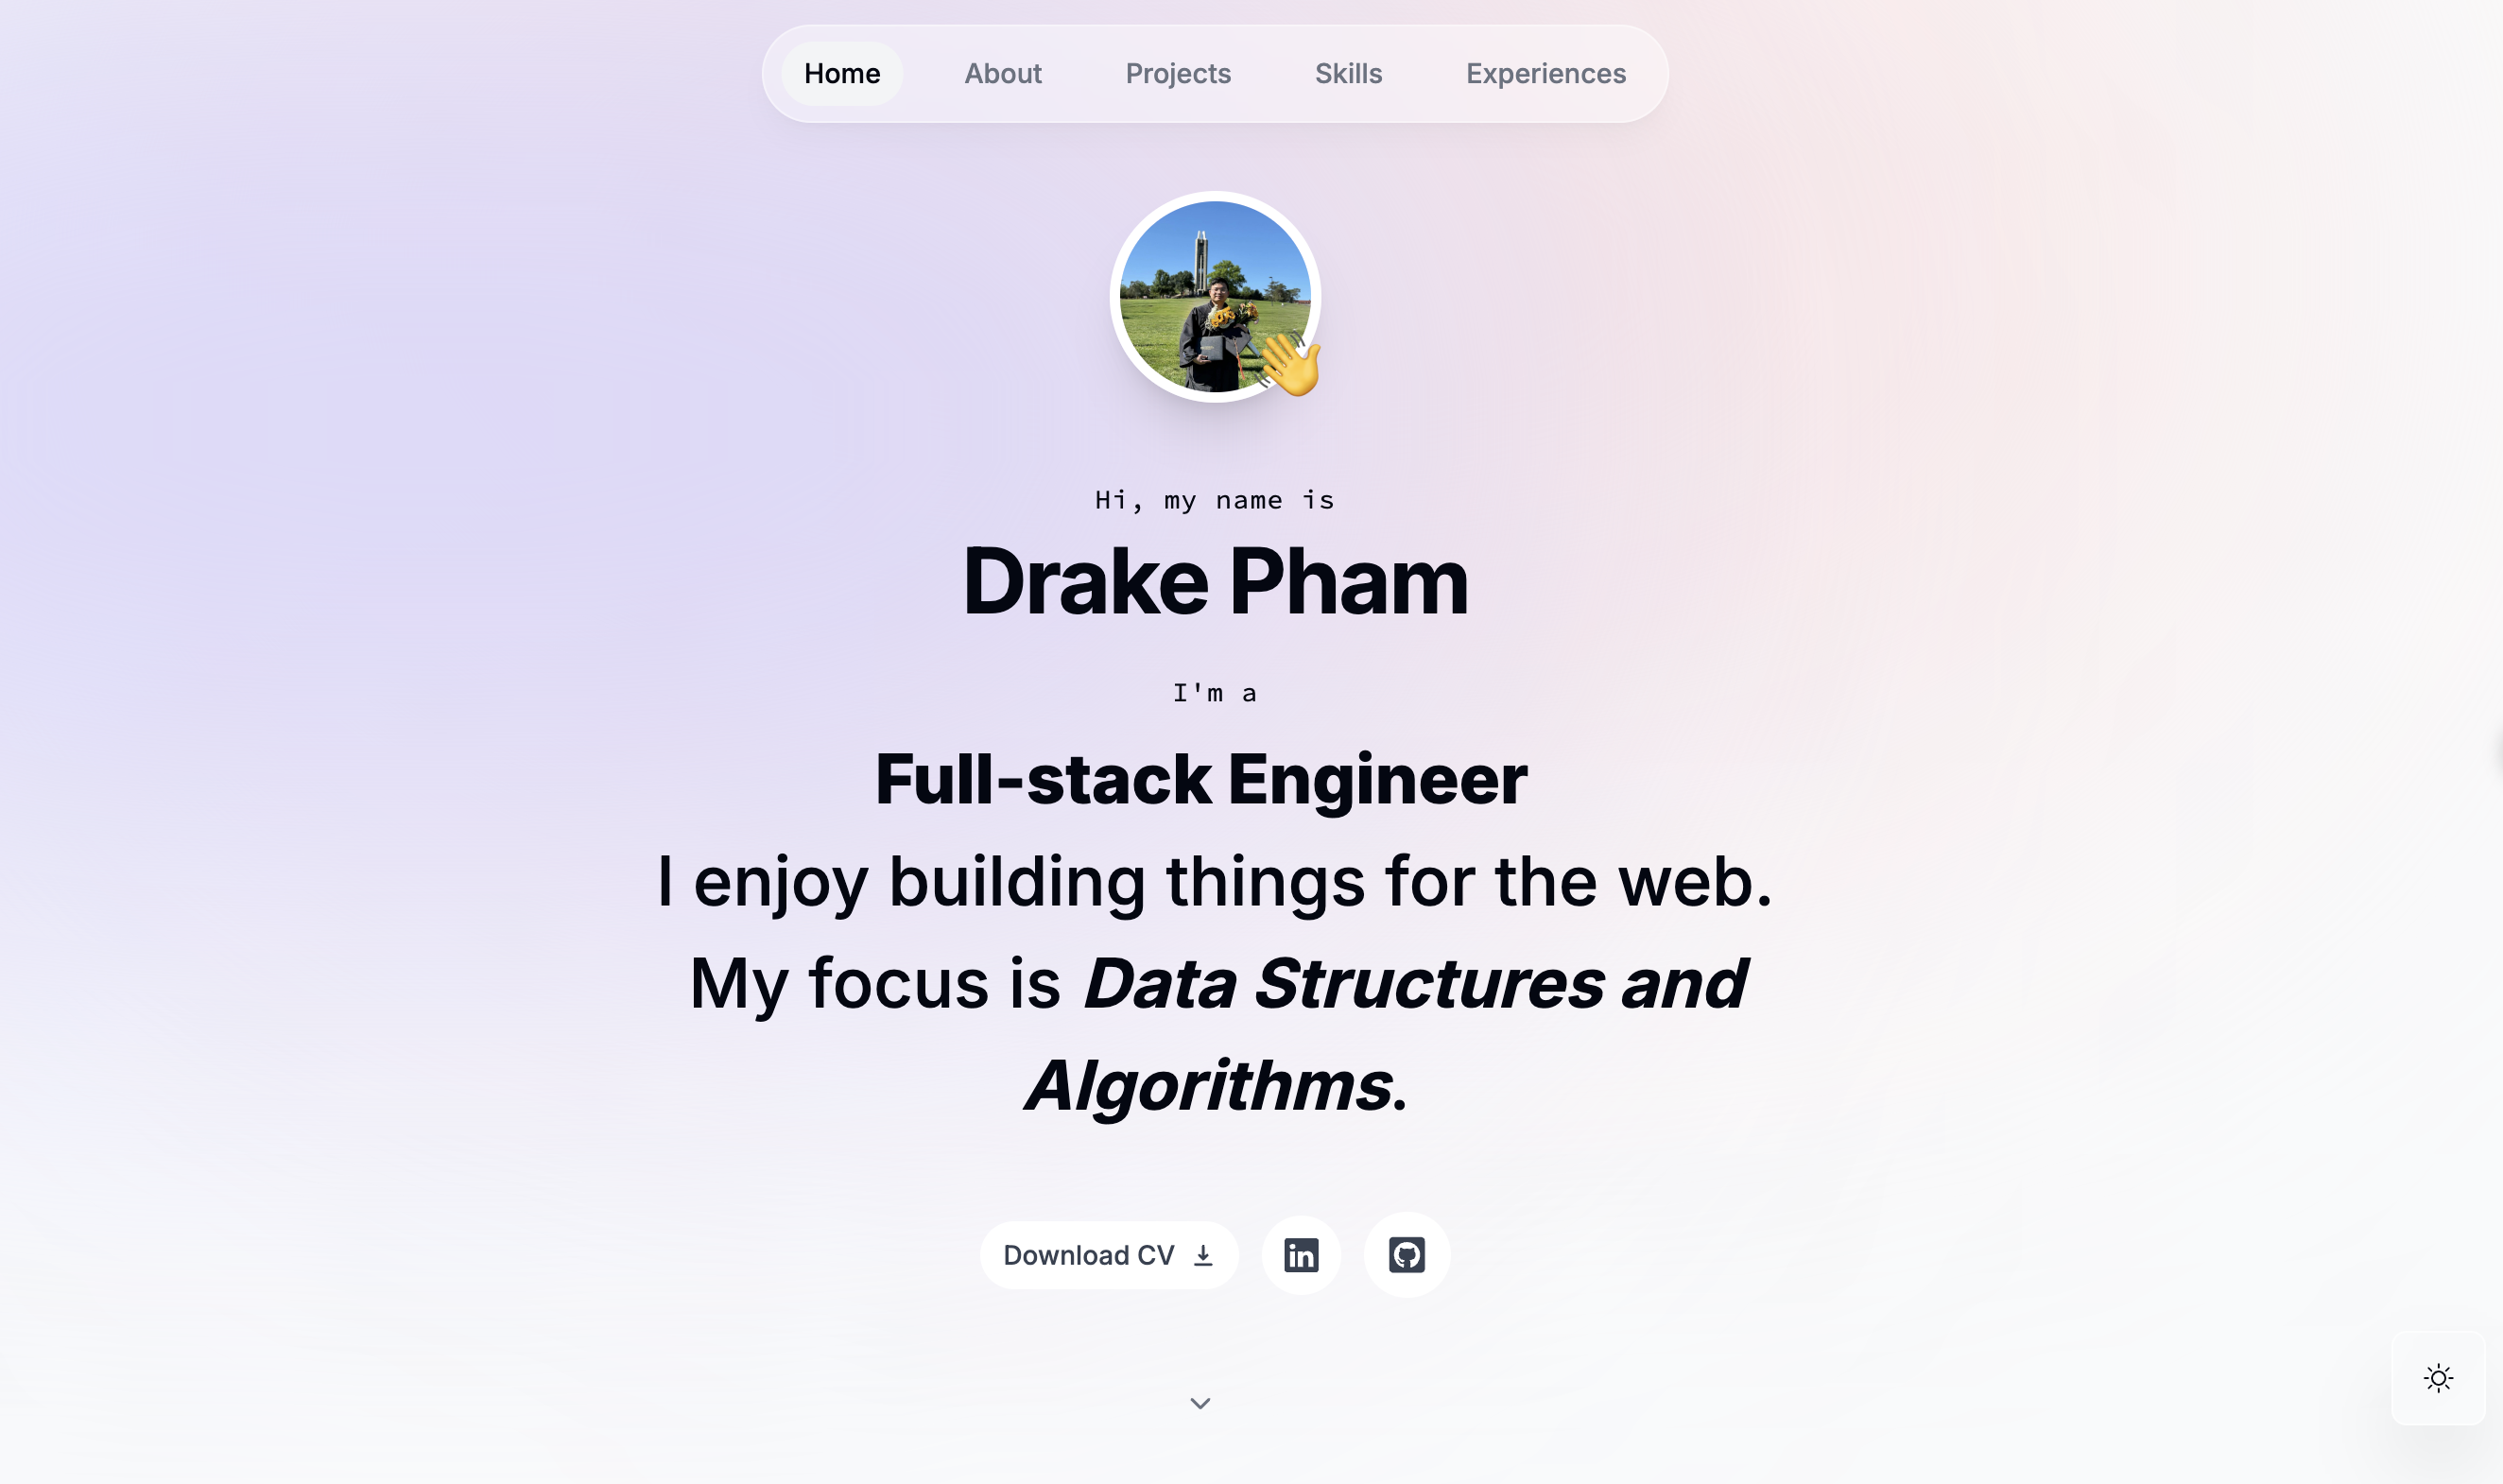 Home
About
Projects
Skills
Experiences
Hi, my name is
Drake Pham
I'm a
Full-stack Engineer
I enjoy building things for the web.
My focus is Data Structures and
Algorithms.
Download CV
in